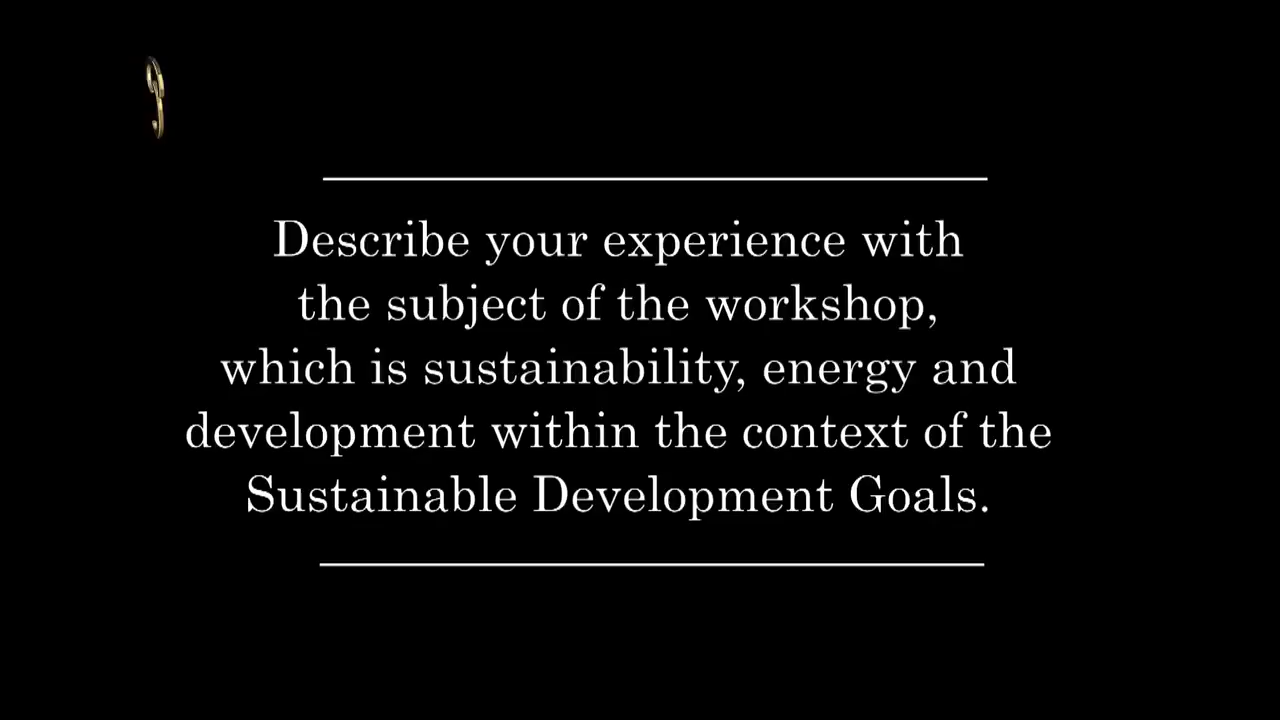 Describe your experience with
the subject of the workshop,
which is sustainability, energy and
development within the context of the
Sustainable Development Goals.